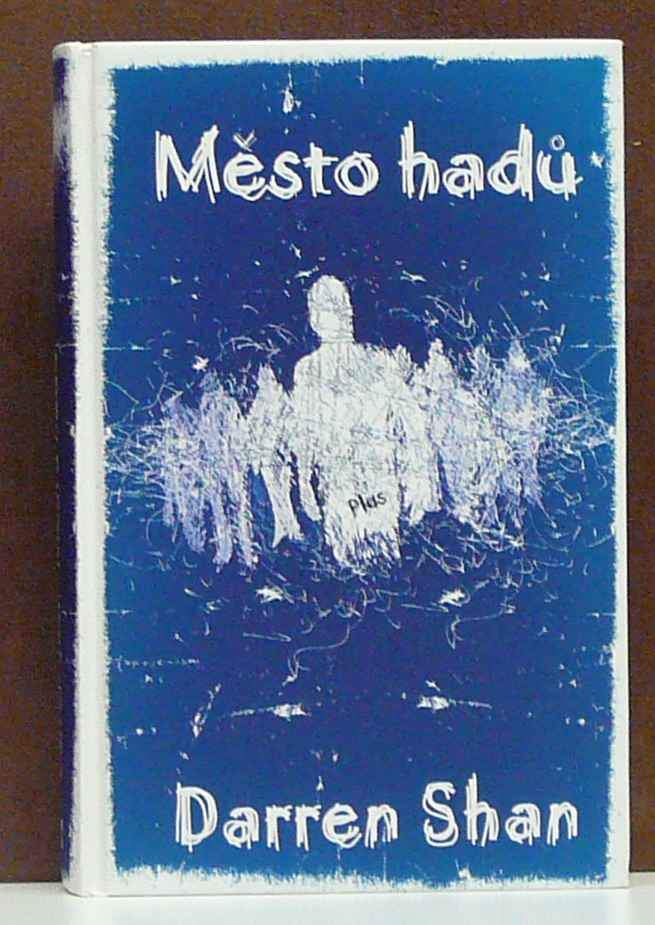 Město hadů
plus
Darren Shan